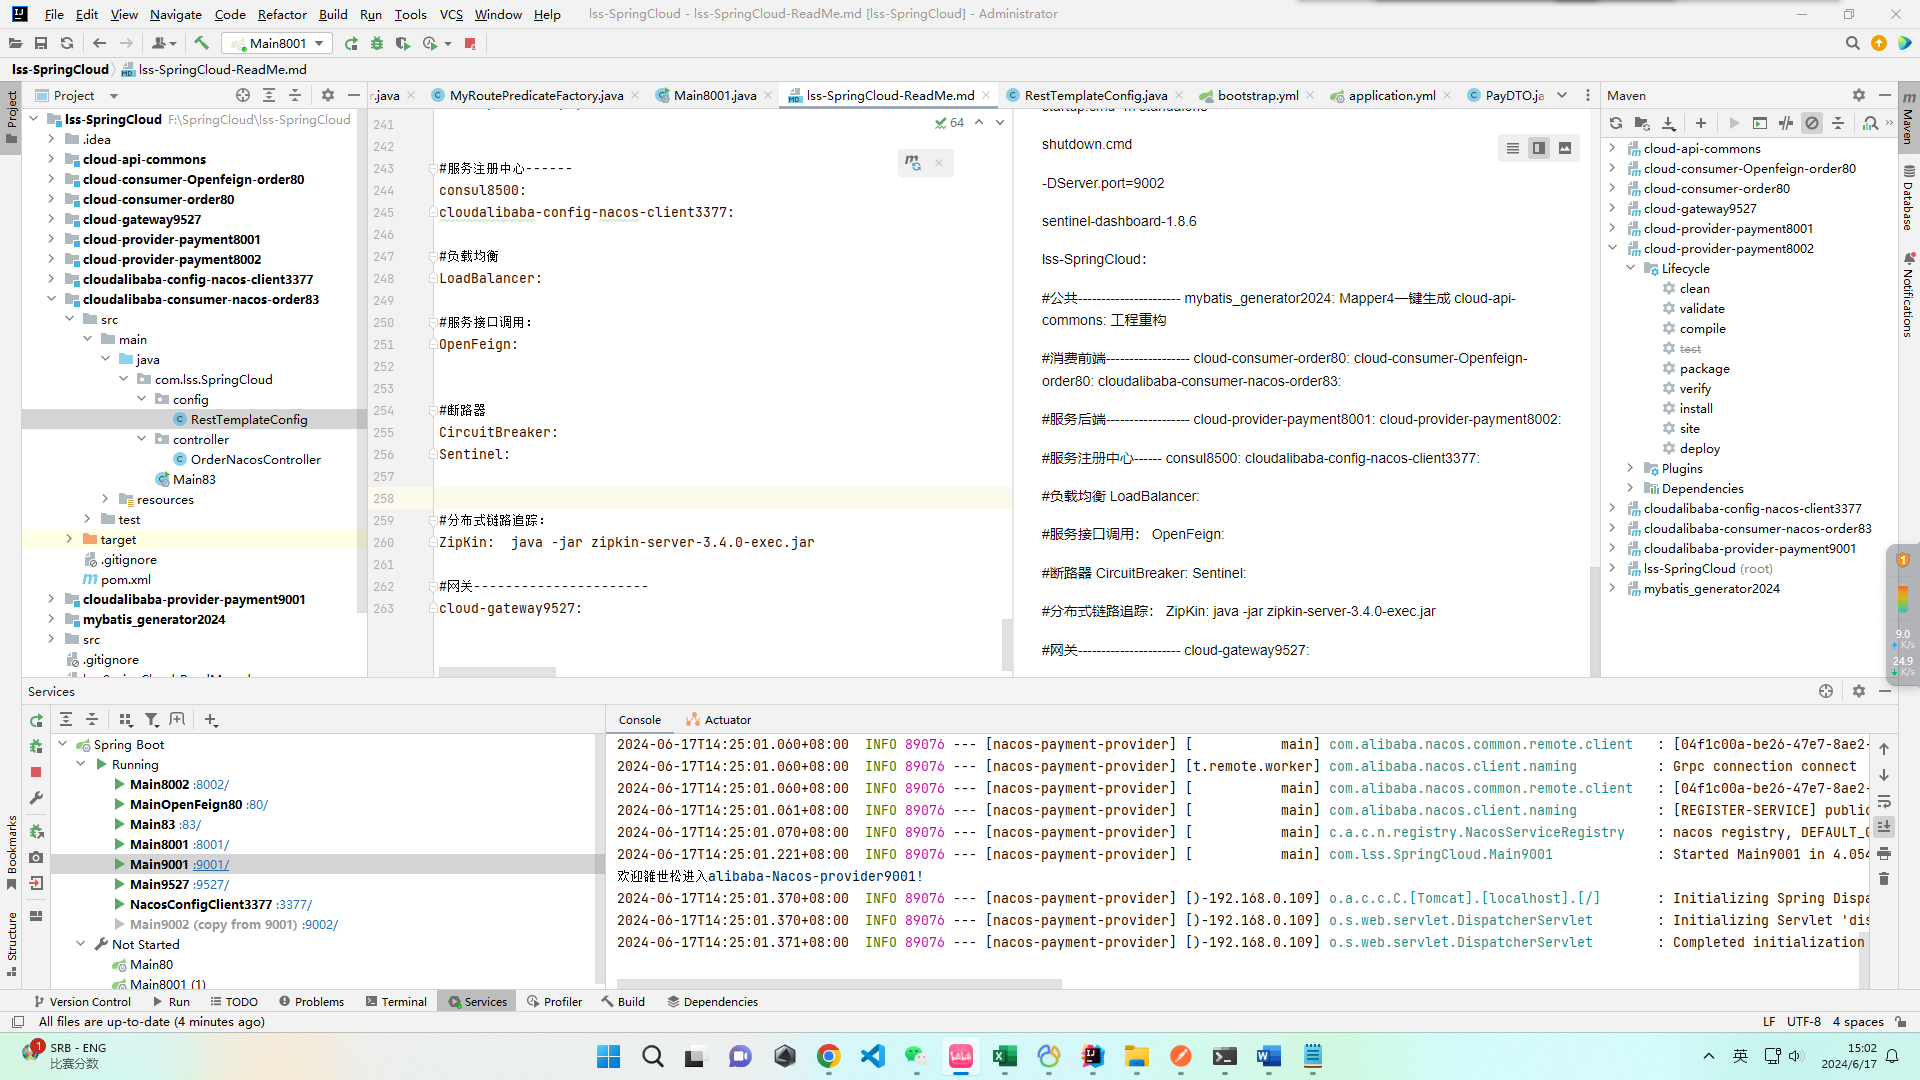 File Edit View Navigate Code Refactor Build Run Tools VCS Window Help lss-SpringCloud - lss-SpringCloud-ReadMe.md [lss-SpringCloud] - Administrator
Main8001
lss-SpringCloud lss-SpringCloud-ReadMe.md
Project
r.java MyRoutePredicateFactory.java Main8001.java lss-SpringCloud-ReadMe.md RestTemplateConfig.java bootstrap.yml application.yml PayDTO.ja
Maven
Project
lss-SpringCloud F:\SpringCloud\lss-SpringCloud
.idea
cloud-api-commons
cloud-consumer-Openfeign-order80
cloud-consumer-order80
cloud-gateway9527
cloud-provider-payment8001
cloud-provider-payment8002
cloudalibaba-config-nacos-client3377
cloudalibaba-consumer-nacos-order83
src
main
java
com.lss.SpringCloud
config
RestTemplateConfig
controller
OrderNacosController
Main83
resources
test
target
.gitignore
pom.xml
cloudalibaba-provider-payment9001
mybatis_generator2024
src
.gitignore
64
241
242
243 #服务注册中心------
244 consul8500:
245 cloudalibaba-config-nacos-client3377:
246
247 #负载均衡
248 LoadBalancer:
249
250 #服务接口调用：
251 OpenFeign:
252
253
254 #断路器
255 CircuitBreaker:
256 Sentinel:
257
258
259 #分布式链路追踪：
260 ZipKin:  java -jar zipkin-server-3.4.0-exec.jar
261
262 #网关----------------------
263 cloud-gateway9527:
shutdown.cmd
-DServer.port=9002
sentinel-dashboard-1.8.6
lss-SpringCloud：
#公共---------------------- mybatis_generator2024: Mapper4一键生成 cloud-api-
commons: 工程重构
#消费前端------------------ cloud-consumer-order80: cloud-consumer-Openfeign-
order80: cloudalibaba-consumer-nacos-order83:
#服务后端------------------ cloud-provider-payment8001: cloud-provider-payment8002:
#服务注册中心------ consul8500: cloudalibaba-config-nacos-client3377:
#负载均衡 LoadBalancer:
#服务接口调用： OpenFeign:
#断路器 CircuitBreaker: Sentinel:
#分布式链路追踪： ZipKin: java -jar zipkin-server-3.4.0-exec.jar
#网关---------------------- cloud-gateway9527:
cloud-api-commons
cloud-consumer-Openfeign-order80
cloud-consumer-order80
cloud-gateway9527
cloud-provider-payment8001
cloud-provider-payment8002
Lifecycle
clean
validate
compile
test
package
verify
install
site
deploy
Plugins
Dependencies
cloudalibaba-config-nacos-client3377
cloudalibaba-consumer-nacos-order83
cloudalibaba-provider-payment9001
lss-SpringCloud (root)
mybatis_generator2024
Maven
Database
Notifications
1
9.0
K/s
24.9
K/s
Services
Bookmarks
Structure
Spring Boot
Running
Main8002 :8002/
MainOpenFeign80 :80/
Main83 :83/
Main8001 :8001/
Main9001 :9001/
Main9527 :9527/
NacosConfigClient3377 :3377/
Main9002 (copy from 9001) :9002/
Not Started
Main80
Main8001 (1)
Console Actuator
2024-06-17T14:25:01.060+08:00  INFO 89076 --- [nacos-payment-provider] [           main] com.alibaba.nacos.common.remote.client   : [04f1c00a-be26-47e7-8ae2-
2024-06-17T14:25:01.060+08:00  INFO 89076 --- [nacos-payment-provider] [t.remote.worker] com.alibaba.nacos.client.naming          : Grpc connection connect
2024-06-17T14:25:01.060+08:00  INFO 89076 --- [nacos-payment-provider] [           main] com.alibaba.nacos.common.remote.client   : [04f1c00a-be26-47e7-8ae2-
2024-06-17T14:25:01.061+08:00  INFO 89076 --- [nacos-payment-provider] [           main] com.alibaba.nacos.client.naming          : [REGISTER-SERVICE] public
2024-06-17T14:25:01.070+08:00  INFO 89076 --- [nacos-payment-provider] [           main] c.a.c.n.registry.NacosServiceRegistry    : nacos registry, DEFAULT_G
2024-06-17T14:25:01.221+08:00  INFO 89076 --- [nacos-payment-provider] [           main] com.lss.SpringCloud.Main9001             : Started Main9001 in 4.054
欢迎雒世松进入alibaba-Nacos-provider9001!
2024-06-17T14:25:01.370+08:00  INFO 89076 --- [nacos-payment-provider] [)-192.168.0.109] o.a.c.c.C.[Tomcat].[localhost].[/]       : Initializing Spring Dispa
2024-06-17T14:25:01.370+08:00  INFO 89076 --- [nacos-payment-provider] [)-192.168.0.109] o.s.web.servlet.DispatcherServlet        : Initializing Servlet 'dis
2024-06-17T14:25:01.371+08:00  INFO 89076 --- [nacos-payment-provider] [)-192.168.0.109] o.s.web.servlet.DispatcherServlet        : Completed initialization
Version Control Run TODO Problems Terminal Services Profiler Build Dependencies
All files are up-to-date (4 minutes ago)
LF UTF-8 4 spaces
1
SRB - ENG
比赛分数
英
15:02
2024/6/17